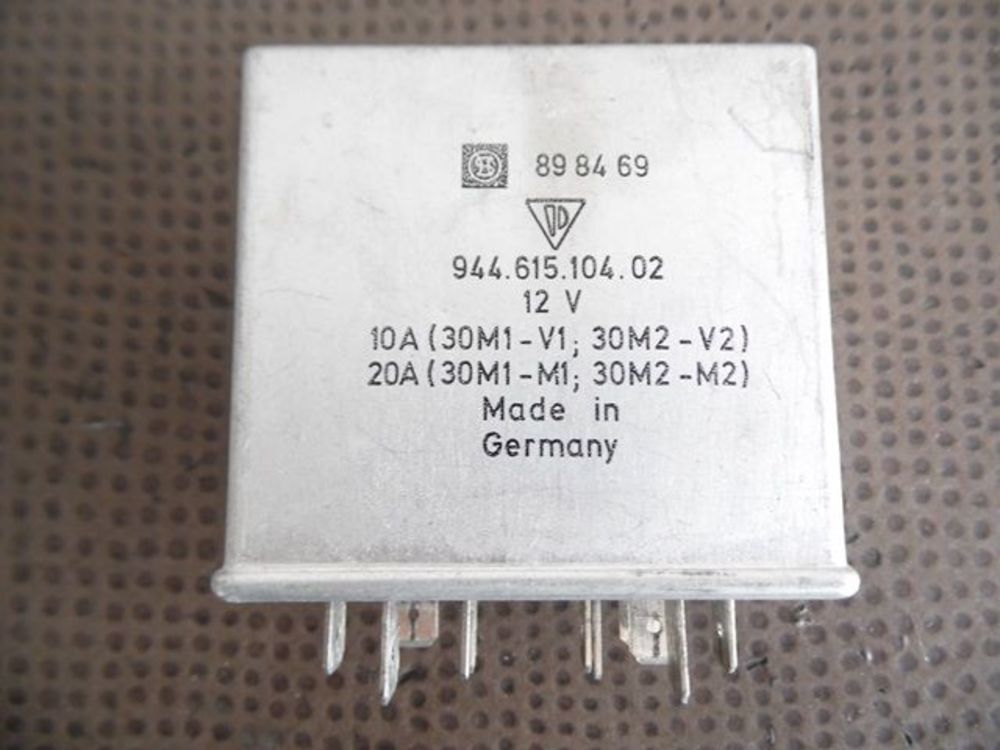 89 84 69
944.615.104.02
12 V
10A (30M1-V1; 30M2-V2)
20A (30M1-M1; 30M2-M2)
Made in
Germany